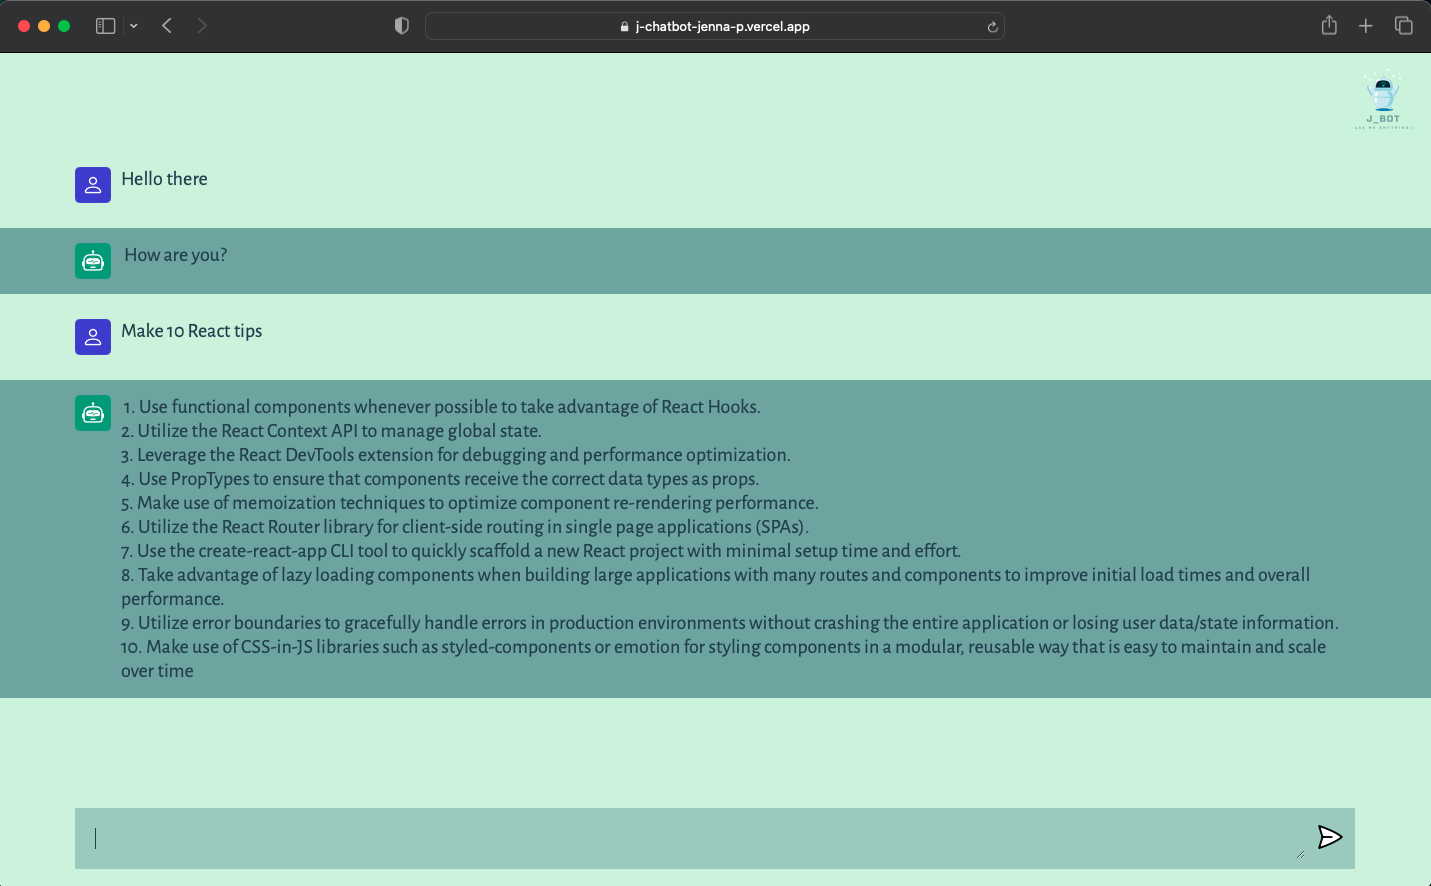 j-chatbot-jenna-p.vercel.app
J_BOT
ASK ME ANYTHING!
Hello there
How are you?
Make 10 React tips
1. Use functional components whenever possible to take advantage of React Hooks.
2. Utilize the React Context API to manage global state.
3. Leverage the React DevTools extension for debugging and performance optimization.
4. Use PropTypes to ensure that components receive the correct data types as props.
5. Make use of memoization techniques to optimize component re-rendering performance.
6. Utilize the React Router library for client-side routing in single page applications (SPAs).
7. Use the create-react-app CLI tool to quickly scaffold a new React project with minimal setup time and effort.
8. Take advantage of lazy loading components when building large applications with many routes and components to improve initial load times and overall
performance.
9. Utilize error boundaries to gracefully handle errors in production environments without crashing the entire application or losing user data/state information.
10. Make use of CSS-in-JS libraries such as styled-components or emotion for styling components in a modular, reusable way that is easy to maintain and scale
over time